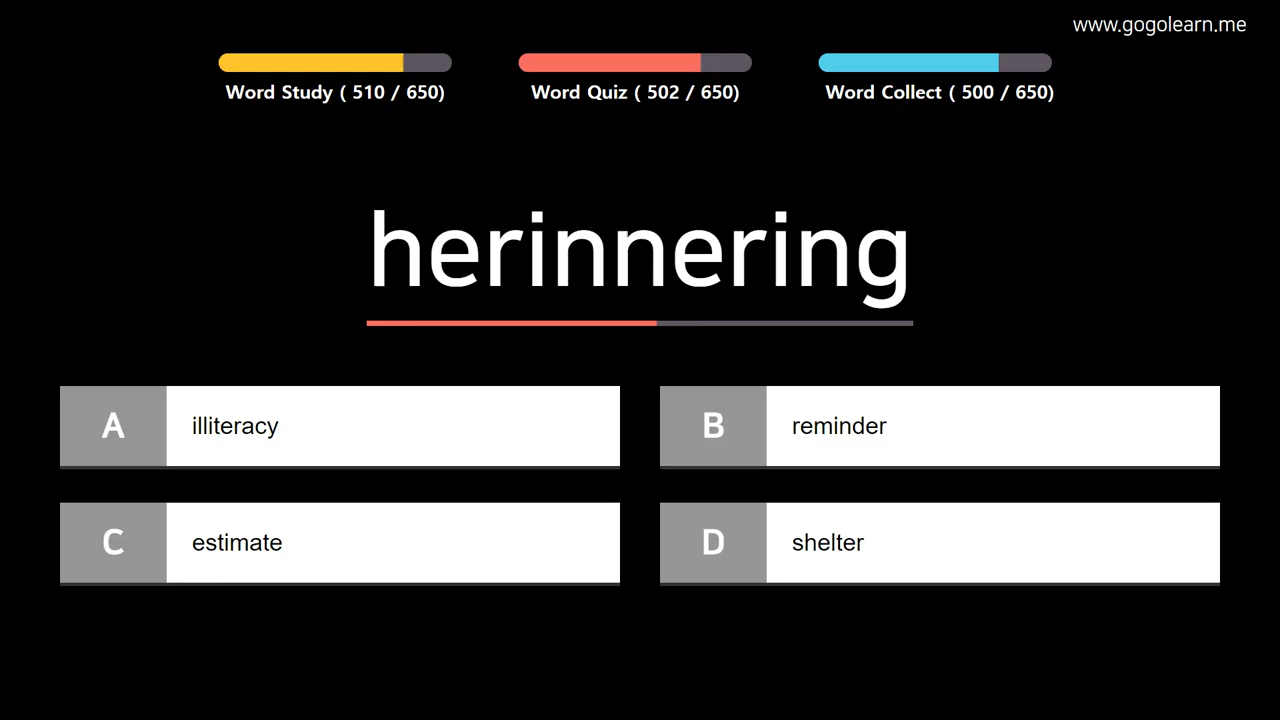 www.gogolearn.me
Word Study ( 510 / 650)
Word Quiz ( 502 / 650)
Word Collect ( 500 / 650)
herinnering
A illiteracy
B reminder
C estimate
D shelter